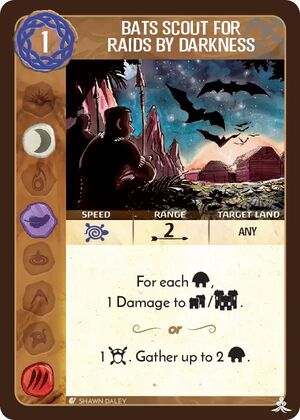 1
BATS SCOUT FOR
RAIDS BY DARKNESS
SPEED RANGE TARGET LAND
2 ANY
For each ,
1 Damage to / .
or
1 . Gather up to 2 .
SHAWN DALEY